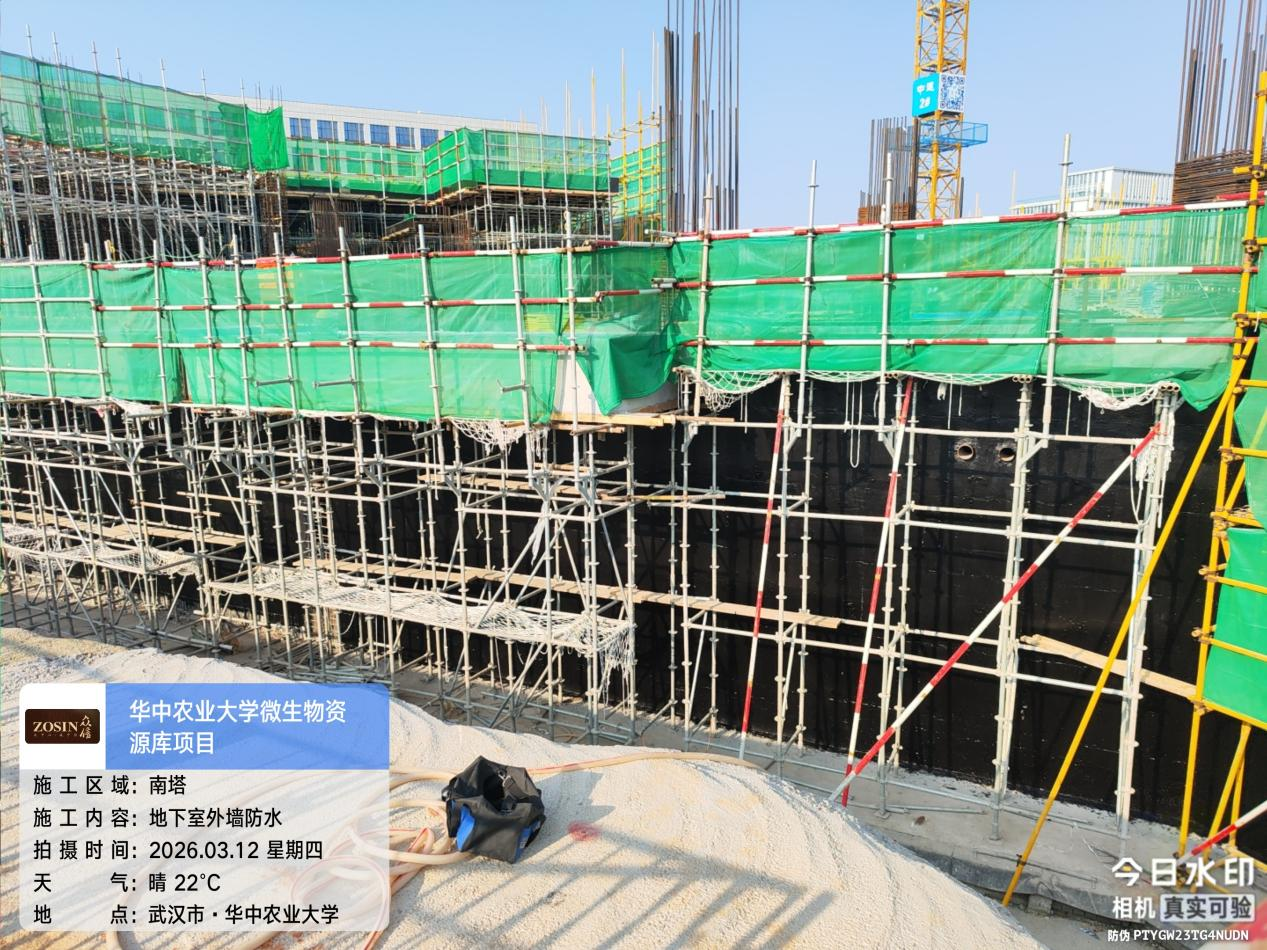 中建
2#
ZOSIN
众信
华中农业大学微生物资
源库项目
施工区域：南塔
施工内容：地下室外墙防水
拍摄时间：2026.03.12 星期四
天气：晴 22℃
地点：武汉市·华中农业大学
今日水印
相机 真实可验
防伪 PTYGW23TG4NUDN